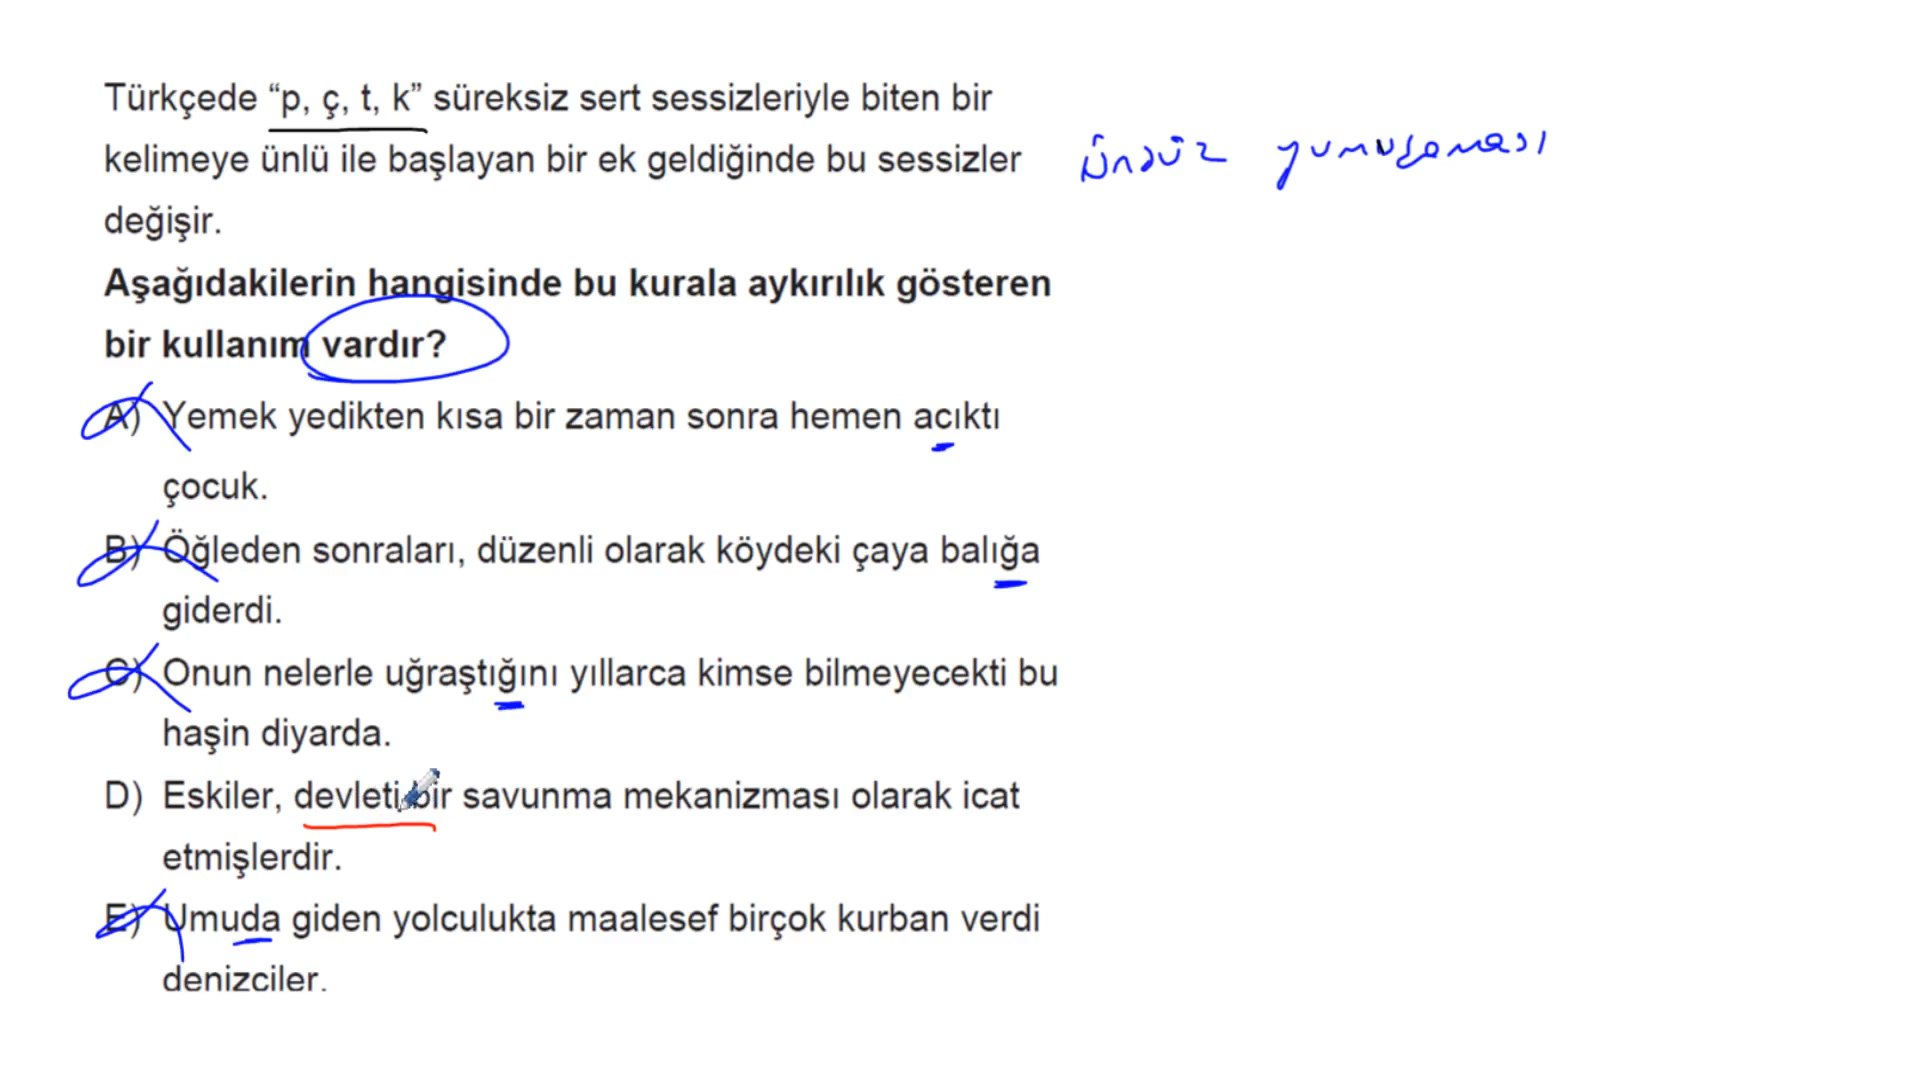 Türkçede “p, ç, t, k” süreksiz sert sessizleriyle biten bir
kelimeye ünlü ile başlayan bir ek geldiğinde bu sessizler
değişir.
ünsüz yumuşaması
Aşağıdakilerin hangisinde bu kurala aykırılık gösteren
bir kullanım vardır?
A) Yemek yedikten kısa bir zaman sonra hemen acıktı
çocuk.
B) Öğleden sonraları, düzenli olarak köydeki çaya balığa
giderdi.
C) Onun nelerle uğraştığını yıllarca kimse bilmeyecekti bu
haşin diyarda.
D) Eskiler, devleti bir savunma mekanizması olarak icat
etmişlerdir.
E) Umuda giden yolculukta maalesef birçok kurban verdi
denizciler.